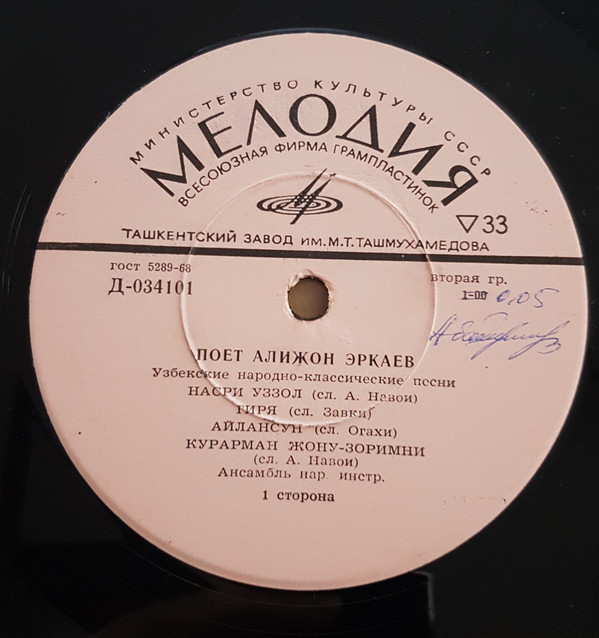 МИНИСТЕРСТВО КУЛЬТУРЫ СССР
МЕЛОДИЯ
ВСЕСОЮЗНАЯ ФИРМА ГРАМПЛАСТИНОК
▽33
ТАШКЕНТСКИЙ ЗАВОД ИМ. М.Т. ТАШМУХАМЕДОВА
гост 5289-68
вторая гр.
Д-034101
1-00 0,05
ПОЕТ АЛИЖОН ЭРКАЕВ
Узбекские народно-классические песни
НАСРИ УЗЗОЛ (сл. А. Навои)
ГИРЯ (сл. Завки)
АЙЛАНСУН (сл. Огахи)
КУРАРМАН ЖОНУ-ЗОРИМНИ
(сл. А. Навои)
Ансамбль нар. инстр.
1 сторона